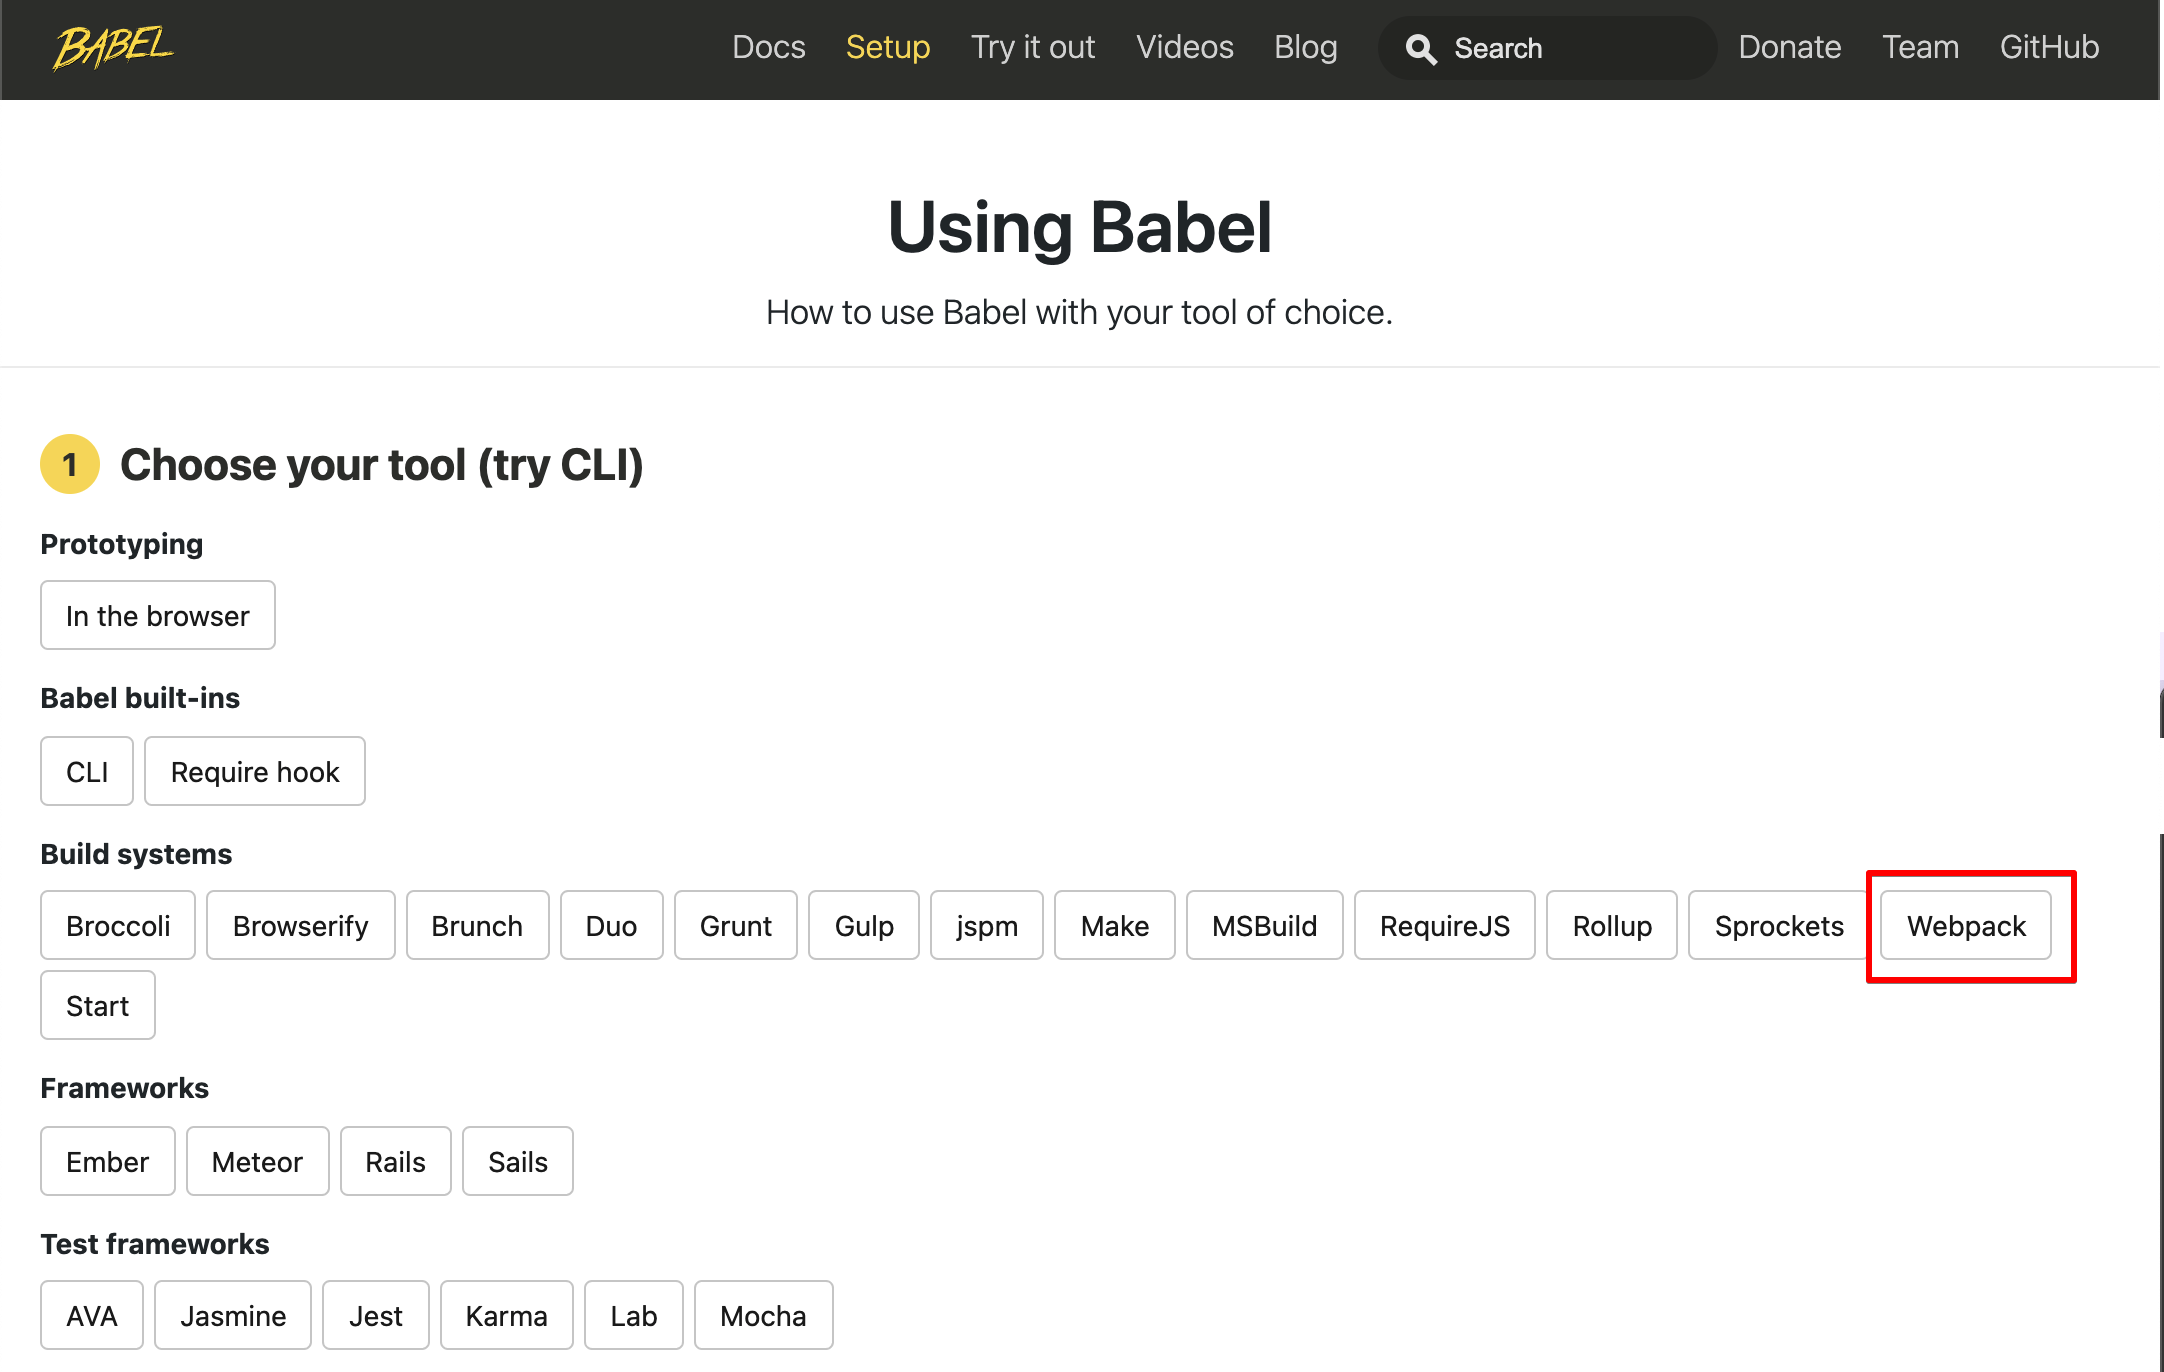 BABEL Docs Setup Try it out Videos Blog Search Donate Team GitHub
Using Babel
How to use Babel with your tool of choice.
1 Choose your tool (try CLI)
Prototyping
In the browser
Babel built-ins
CLI Require hook
Build systems
Broccoli Browserify Brunch Duo Grunt Gulp jspm Make MSBuild RequireJS Rollup Sprockets Webpack
Start
Frameworks
Ember Meteor Rails Sails
Test frameworks
AVA Jasmine Jest Karma Lab Mocha